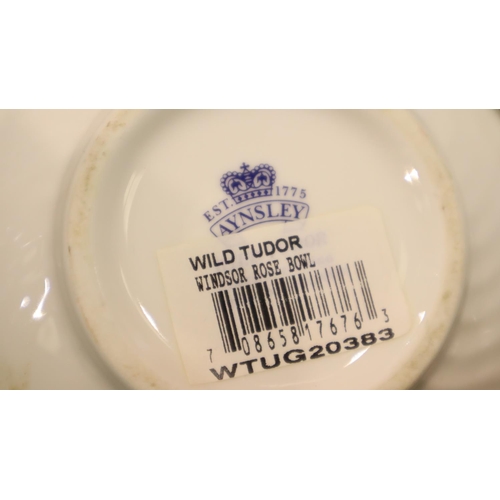 EST. 1775
AYNSLEY
WILD TUDOR
WINDSOR ROSE BOWL
7 08658 17676 3
WTUG20383